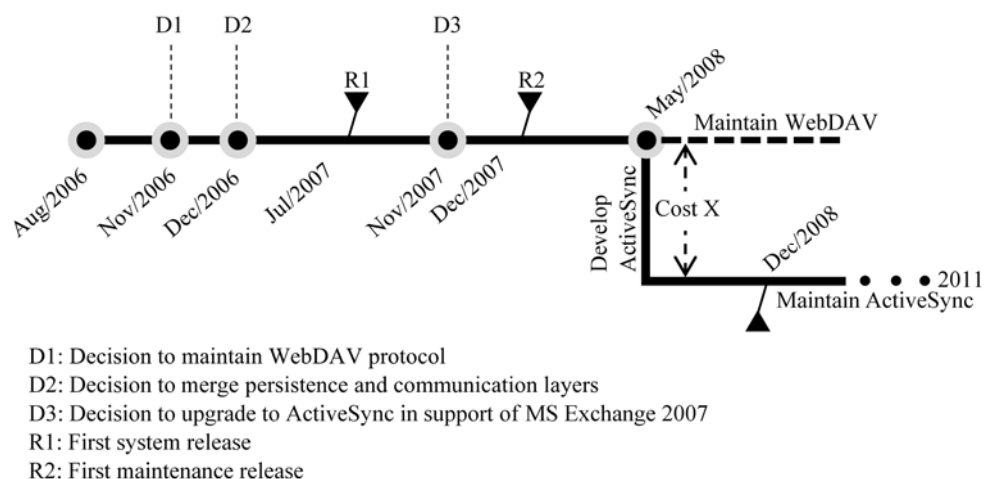 D1
D2
D3
R1
R2
May/2008
Maintain WebDAV
Aug/2006
Nov/2006
Dec/2006
Jul/2007
Nov/2007
Dec/2007
Develop
ActiveSync
Cost X
Dec/2008
2011
Maintain ActiveSync
D1: Decision to maintain WebDAV protocol
D2: Decision to merge persistence and communication layers
D3: Decision to upgrade to ActiveSync in support of MS Exchange 2007
R1: First system release
R2: First maintenance release